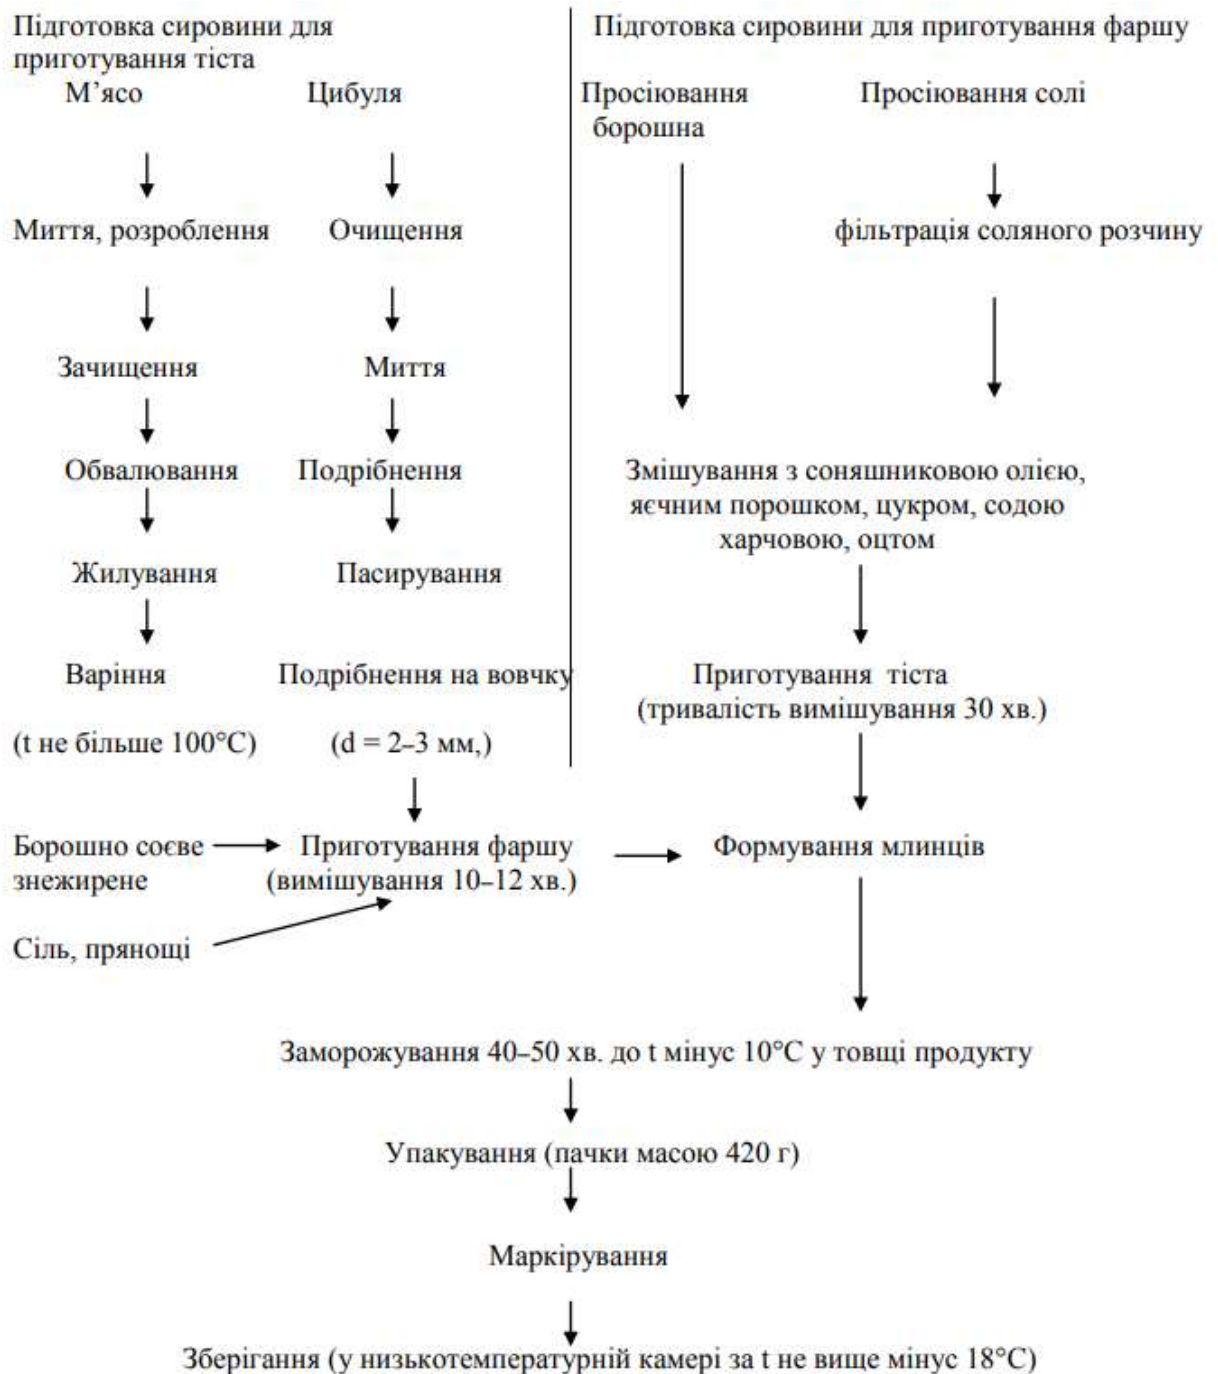 Підготовка сировини для
приготування тіста
Підготовка сировини для приготування фаршу
М’ясо
Цибуля
Просіювання
борошна
Просіювання солі
Миття, розроблення
Очищення
фільтрація соляного розчину
Зачищення
Миття
Обвалювання
Подрібнення
Змішування з соняшниковою олією,
яєчним порошком, цукром, содою
харчовою, оцтом
Жилування
Пасирування
Варіння
Подрібнення на вовчку
Приготування тіста
(тривалість вимішування 30 хв.)
(t не більше 100°С)
(d = 2–3 мм,)
Борошно соєве
знежирене
Приготування фаршу
(вимішування 10–12 хв.)
Формування млинців
Сіль, прянощі
Заморожування 40–50 хв. до t мінус 10°С у товщі продукту
Упакування (пачки масою 420 г)
Маркірування
Зберігання (у низькотемпературній камері за t не вище мінус 18°С)